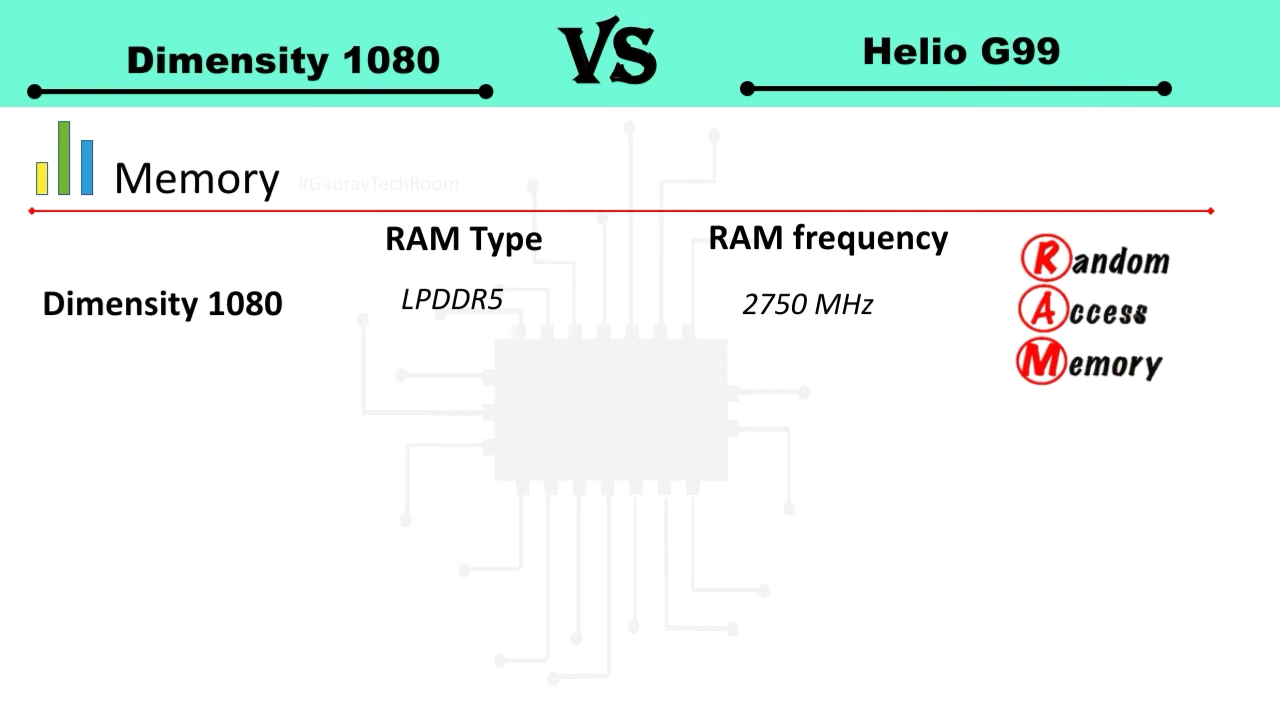 Dimensity 1080
VS
Helio G99
Memory
#GauravTechRoom
RAM Type
RAM frequency
Dimensity 1080
LPDDR5
2750 MHz
Random
Access
Memory